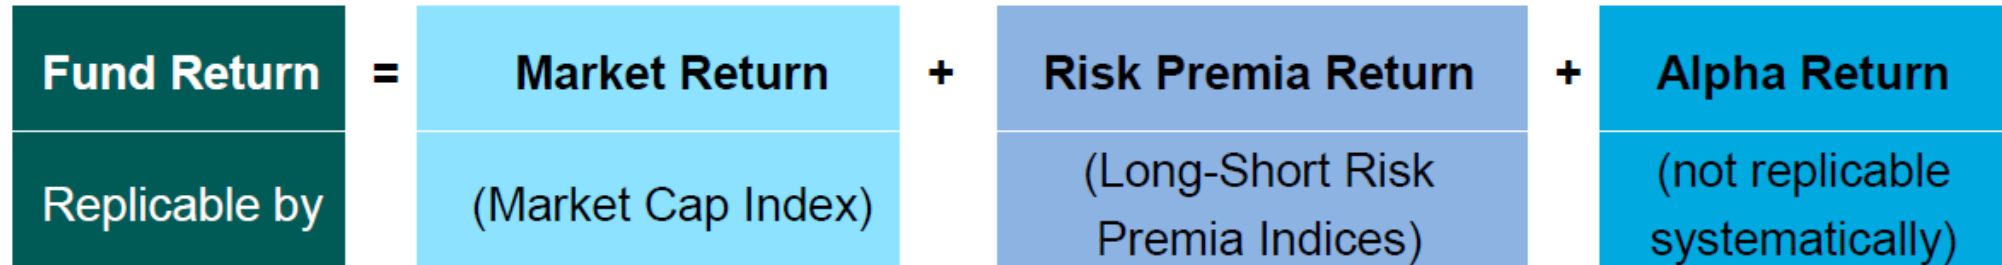 Fund Return = Market Return + Risk Premia Return + Alpha Return
Replicable by (Market Cap Index) (Long-Short Risk Premia Indices) (not replicable systematically)